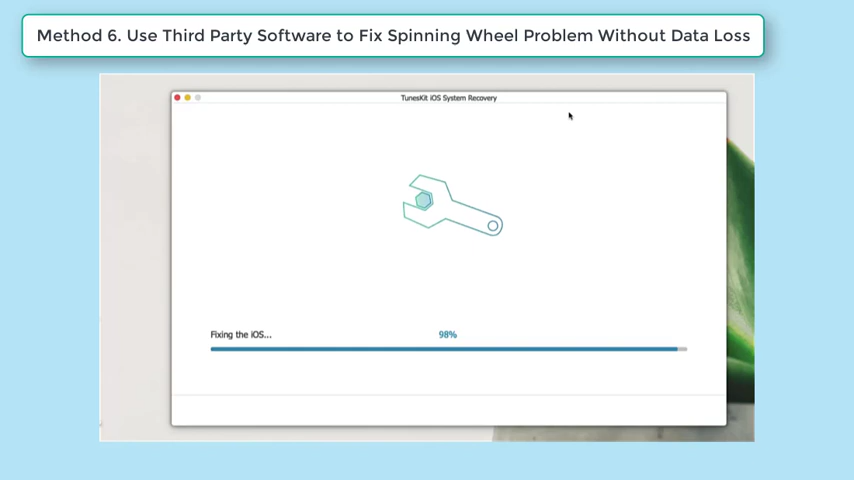 Method 6. Use Third Party Software to Fix Spinning Wheel Problem Without Data Loss
TunesKit iOS System Recovery
Fixing the iOS... 98%